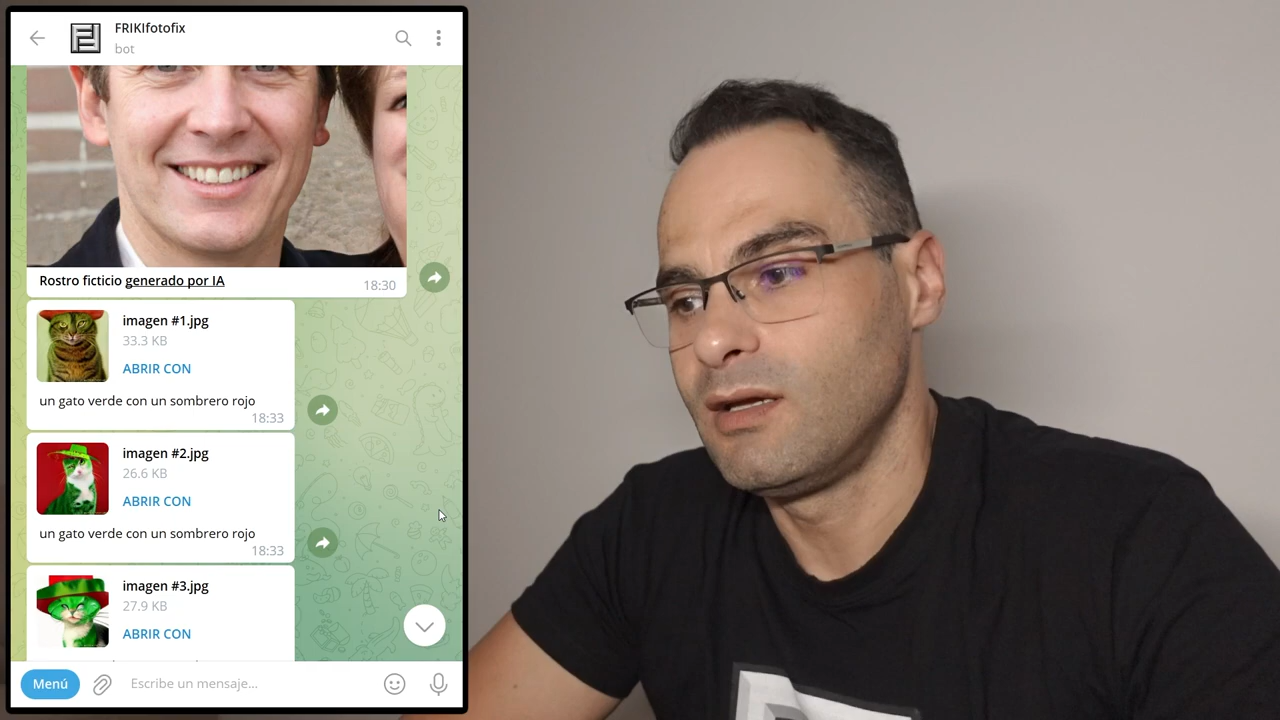 FRIKIfotofix
bot
Rostro ficticio generado por IA
18:30
imagen #1.jpg
33.3 KB
ABRIR CON
un gato verde con un sombrero rojo
18:33
imagen #2.jpg
26.6 KB
ABRIR CON
un gato verde con un sombrero rojo
18:33
imagen #3.jpg
27.9 KB
ABRIR CON
Menú
Escribe un mensaje...